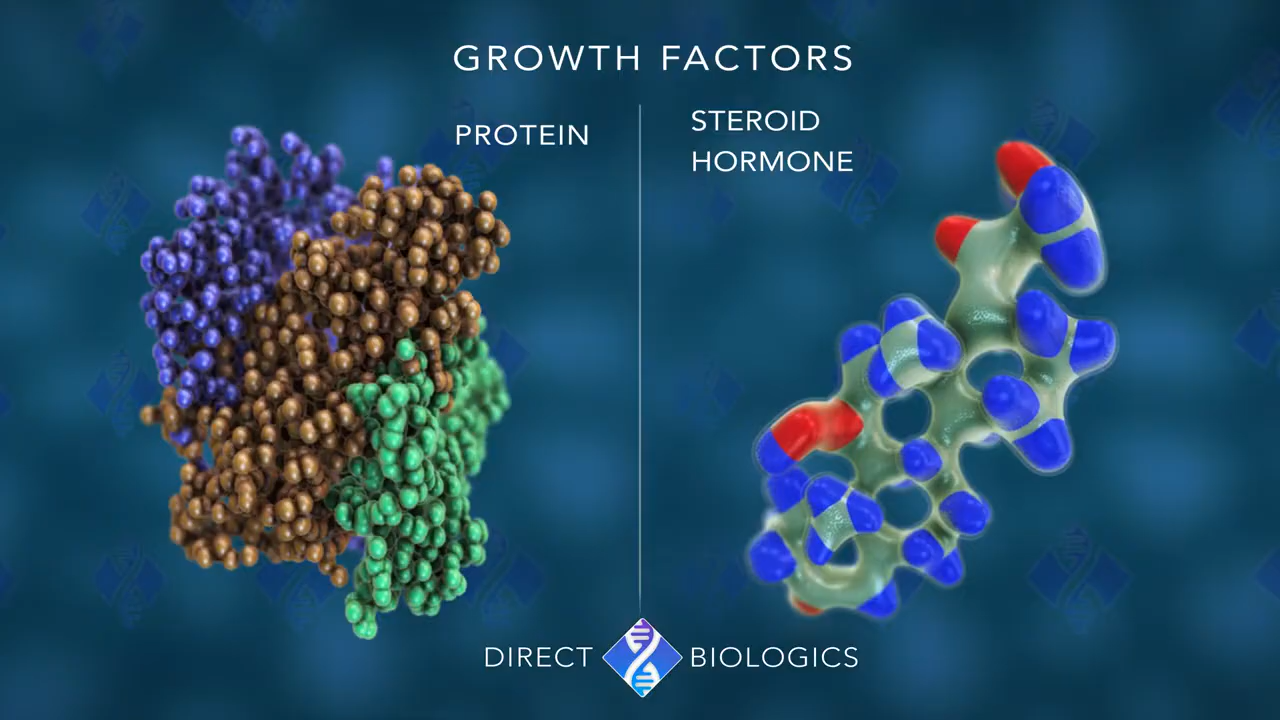 GROWTH FACTORS
PROTEIN
STEROID
HORMONE
DIRECT BIOLOGICS